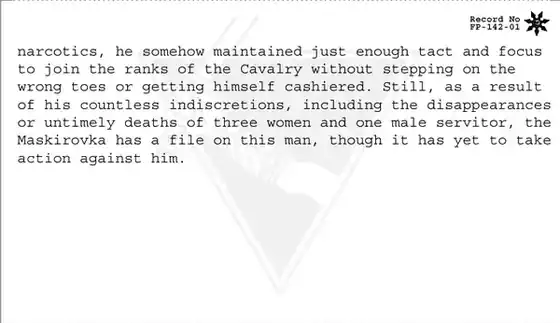 Record No
FP-142-01
narcotics, he somehow maintained just enough tact and focus
to join the ranks of the Cavalry without stepping on the
wrong toes or getting himself cashiered. Still, as a result
of his countless indiscretions, including the disappearances
or untimely deaths of three women and one male servitor, the
Maskirovka has a file on this man, though it has yet to take
action against him.